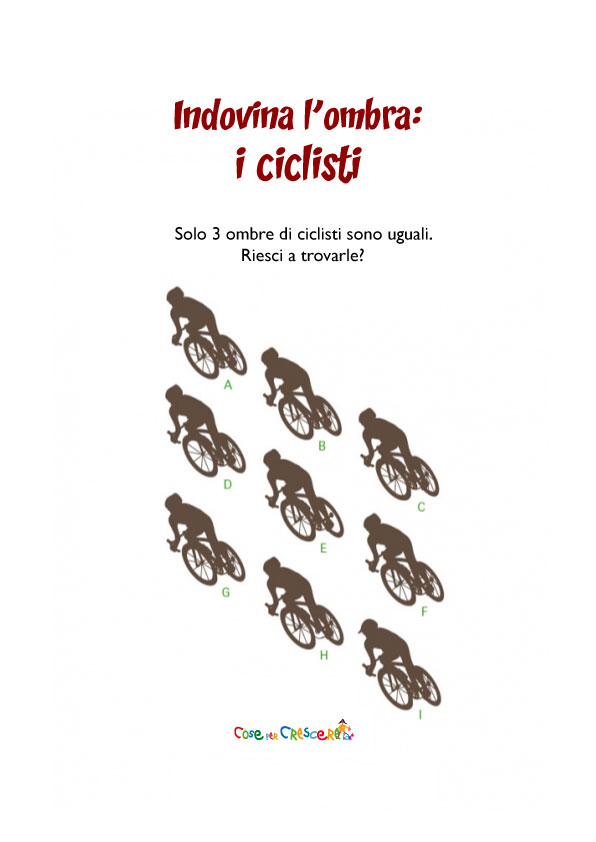 Indovina l'ombra:
i ciclisti
Solo 3 ombre di ciclisti sono uguali.
Riesci a trovarle?
A
B
C
D
E
F
G
H
I
Cose per Crescere